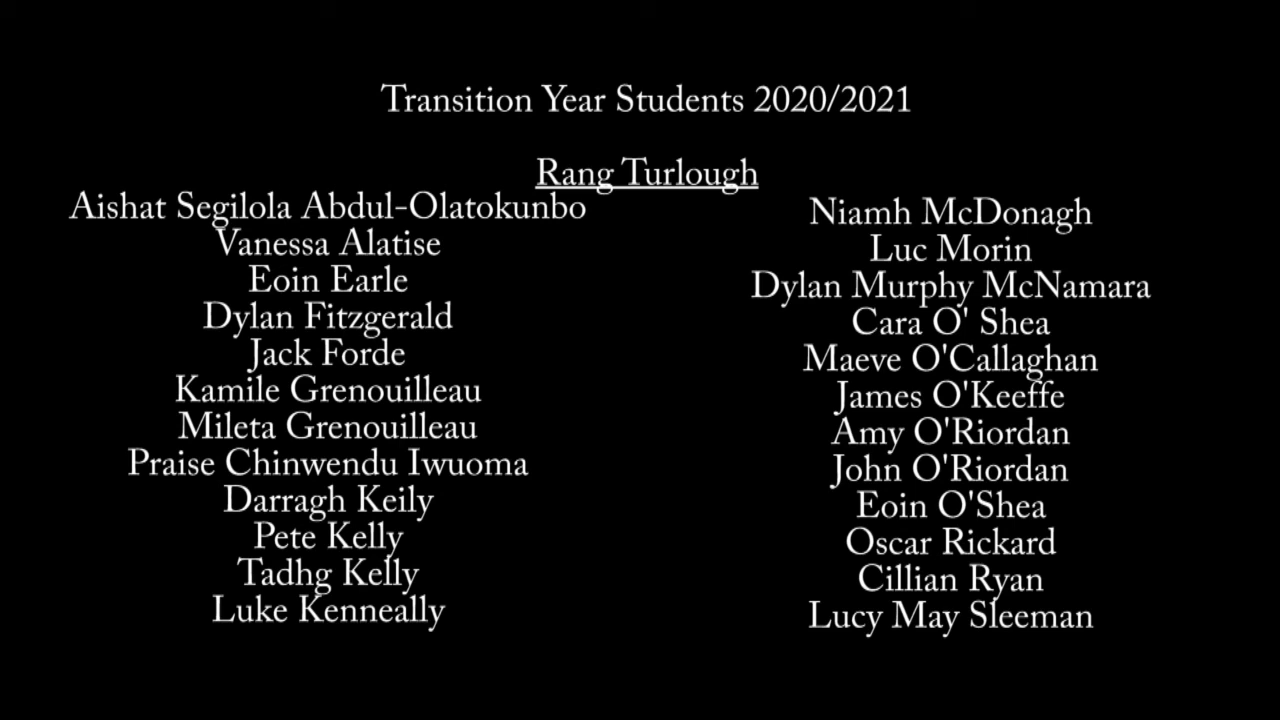 Transition Year Students 2020/2021
Rang Turlough
Aishat Segilola Abdul-Olatokunbo
Vanessa Alatise
Eoin Earle
Dylan Fitzgerald
Jack Forde
Kamile Grenouilleau
Mileta Grenouilleau
Praise Chinwendu Iwuoma
Darragh Keily
Pete Kelly
Tadhg Kelly
Luke Kenneally
Niamh McDonagh
Luc Morin
Dylan Murphy McNamara
Cara O' Shea
Maeve O'Callaghan
James O'Keeffe
Amy O'Riordan
John O'Riordan
Eoin O'Shea
Oscar Rickard
Cillian Ryan
Lucy May Sleeman